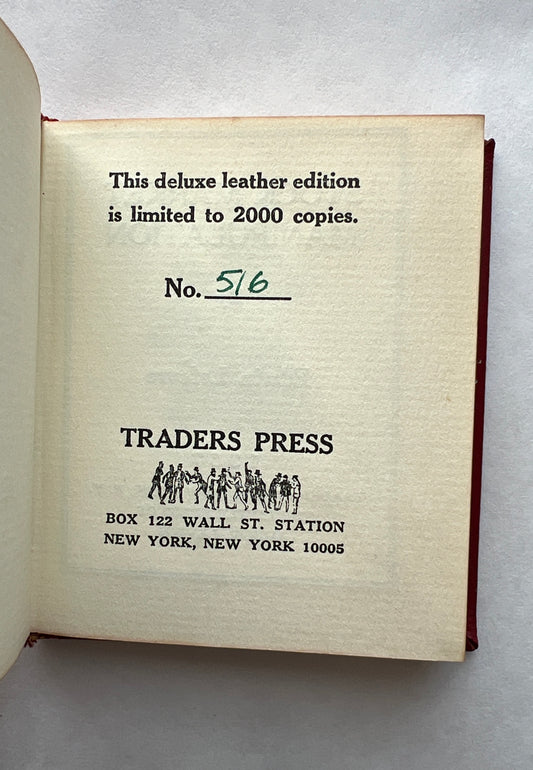 This deluxe leather edition
is limited to 2000 copies.
No. 516
TRADERS PRESS
BOX 122 WALL ST. STATION
NEW YORK, NEW YORK 10005